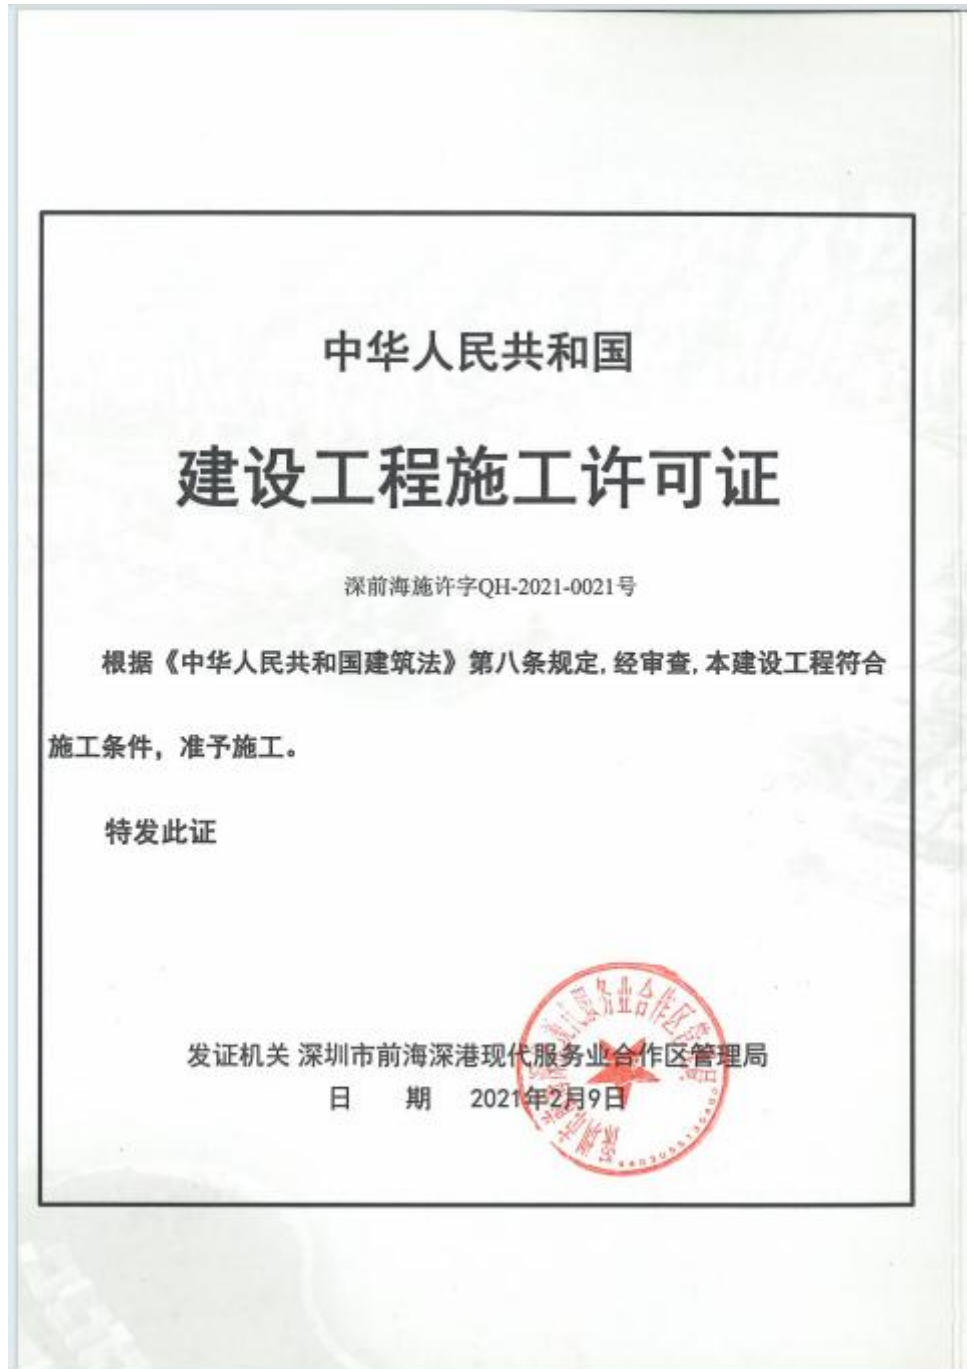 中华人民共和国
建设工程施工许可证
深前海施许字QH-2021-0021号
根据《中华人民共和国建筑法》第八条规定,经审查,本建设工程符合
施工条件，准予施工。
特发此证
发证机关 深圳市前海深港现代服务业合作区管理局
日 期 2021年2月9日